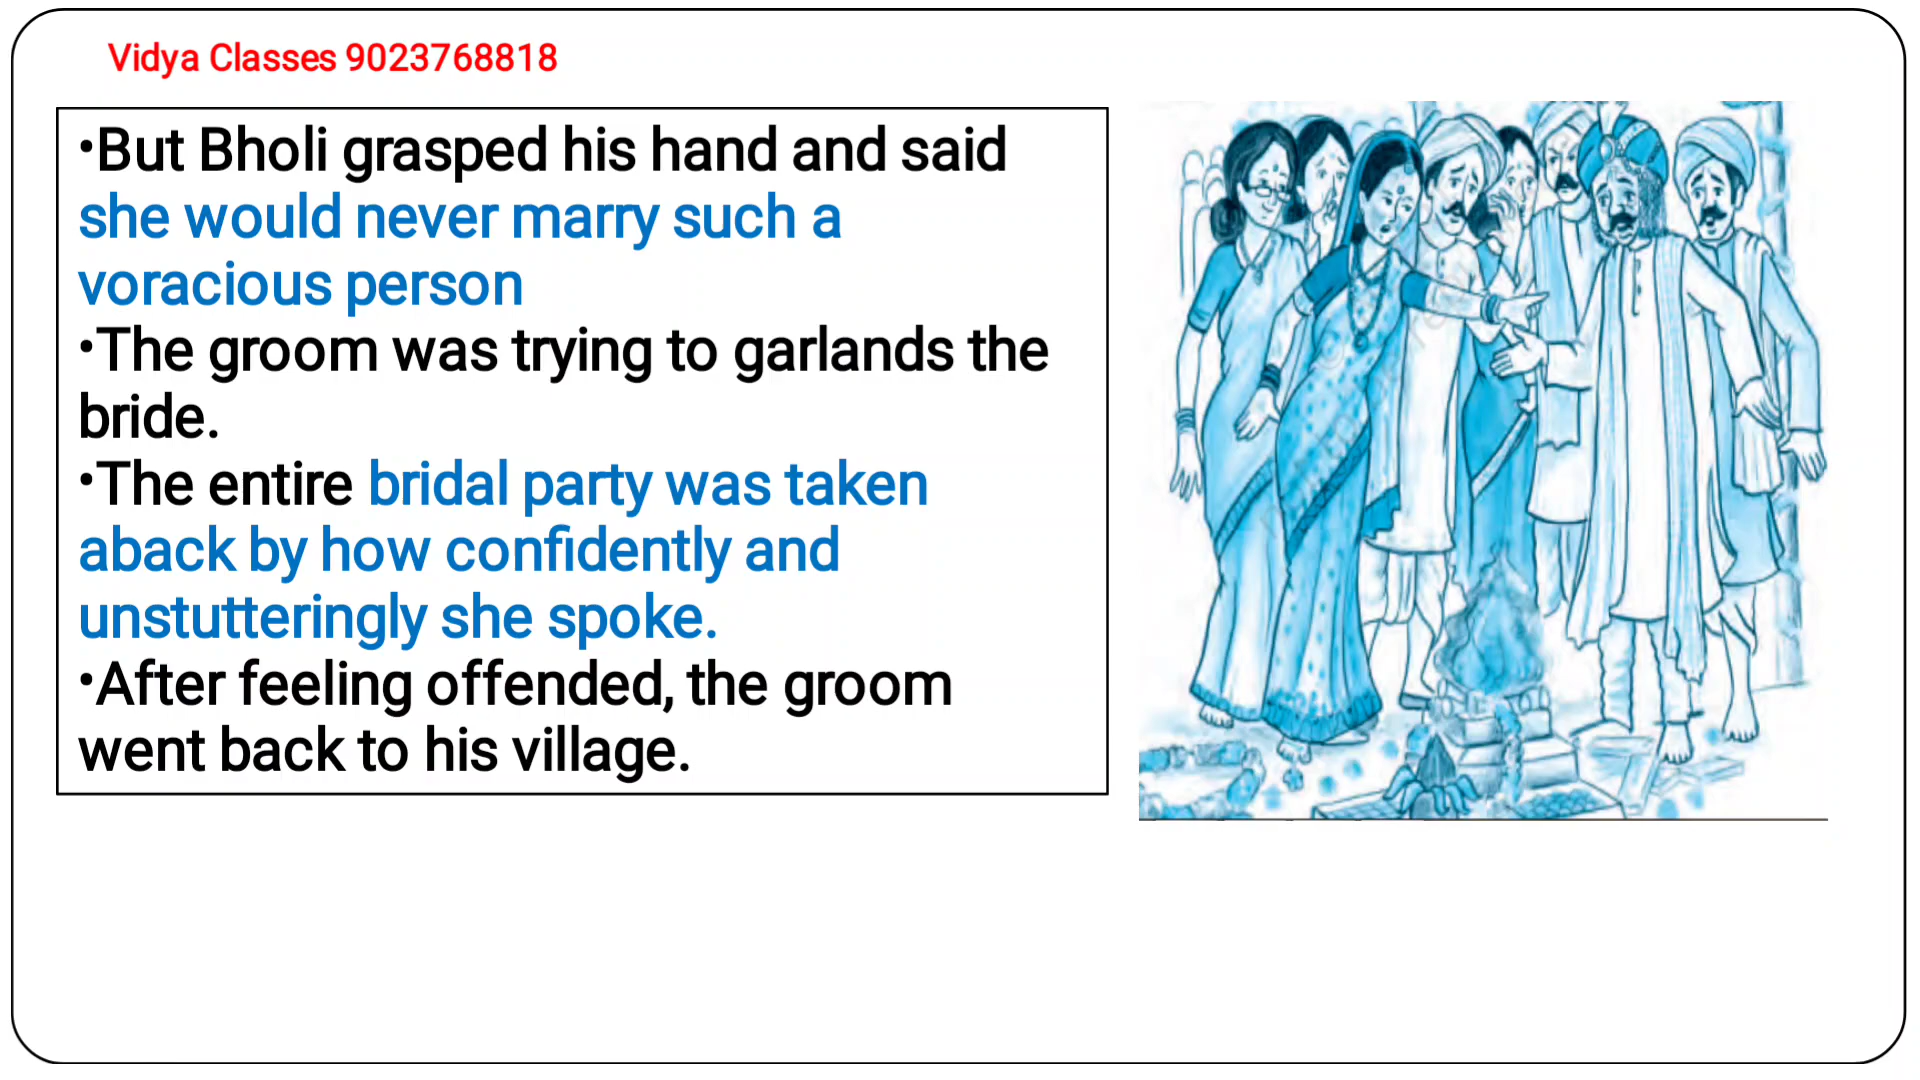 Vidya Classes 9023768818
•But Bholi grasped his hand and said
she would never marry such a
voracious person
•The groom was trying to garlands the
bride.
•The entire bridal party was taken
aback by how confidently and
unstutteringly she spoke.
•After feeling offended, the groom
went back to his village.